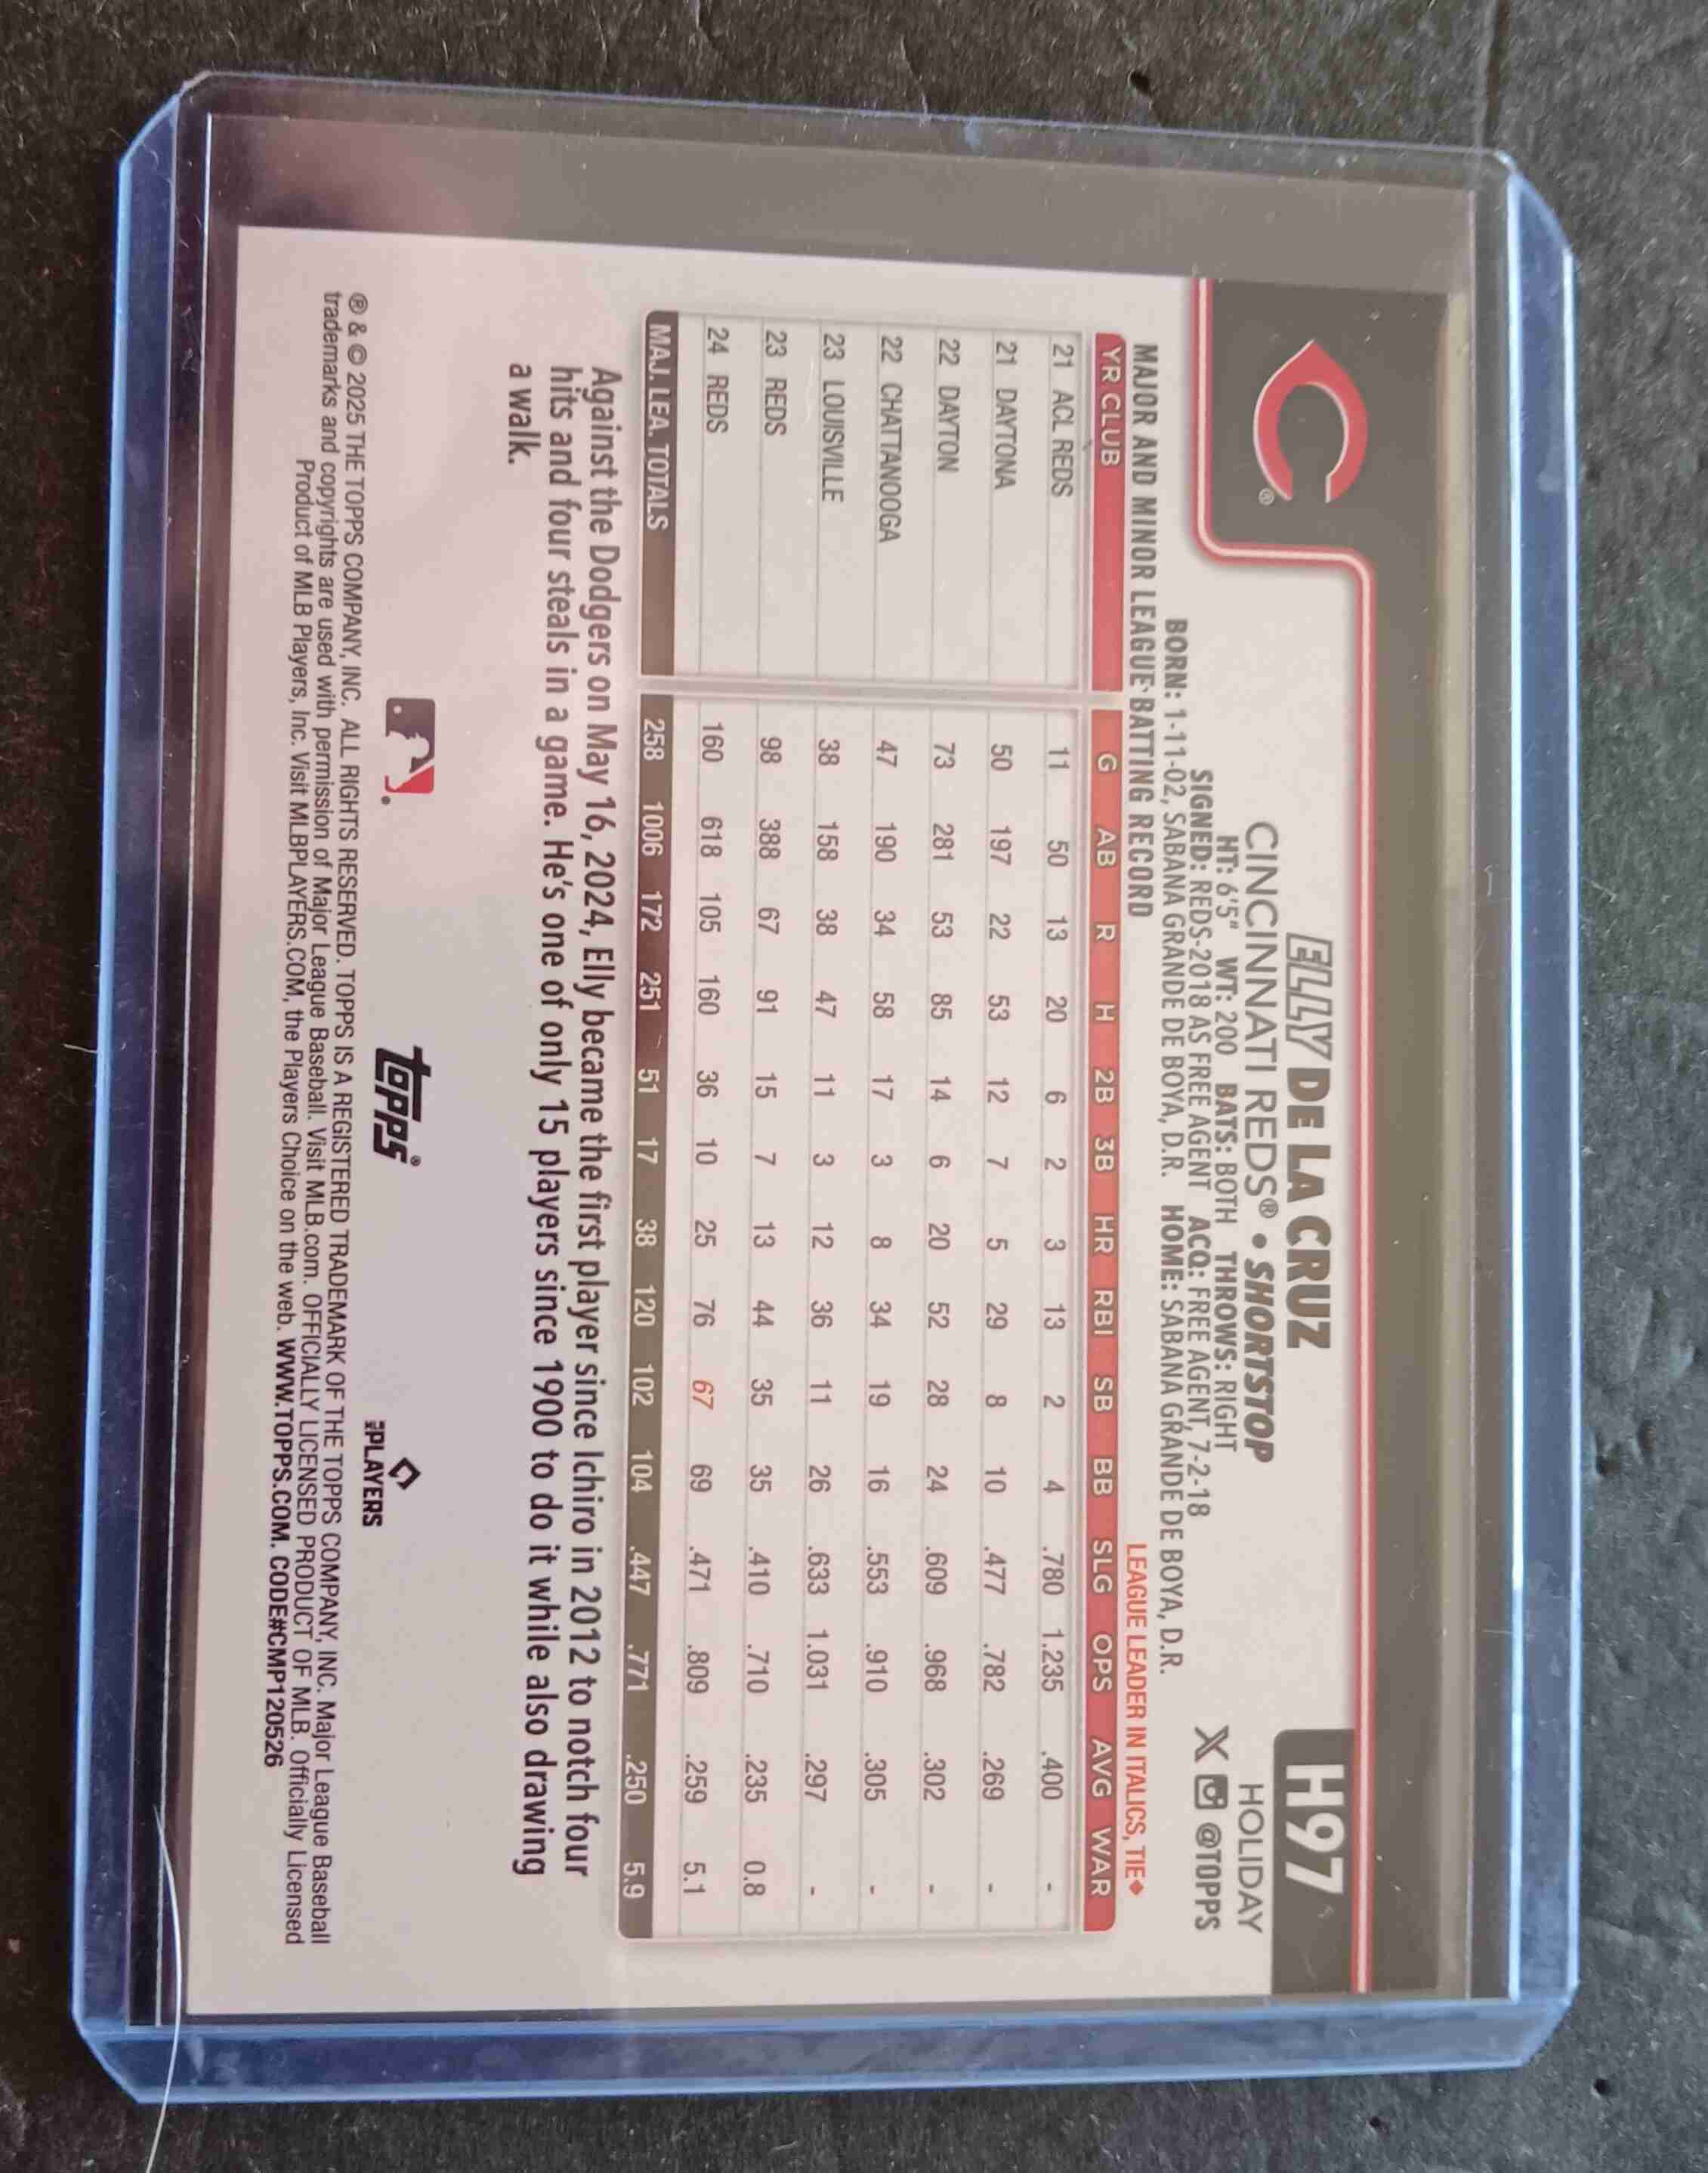 C®
H97
ELLY DE LA CRUZ
HOLIDAY
CINCINNATI REDS® • SHORTSTOP
X @TOPPS
HT: 6'5" WT: 200 BATS: BOTH THROWS: RIGHT
SIGNED: REDS-2018 AS FREE AGENT ACQ: FREE AGENT, 7-2-18
BORN: 1-11-02, SABANA GRANDE DE BOYA, D.R. HOME: SABANA GRANDE DE BOYA, D.R.
MAJOR AND MINOR LEAGUE BATTING RECORD LEAGUE LEADER IN ITALICS, TIE◆
YR CLUB G AB R H 2B 3B HR RBI SB BB SLG OPS AVG WAR
21 ACL REDS 11 50 13 20 6 2 3 13 2 4 .780 1.235 .400 -
21 DAYTONA 50 197 22 53 12 7 5 29 8 10 .477 .782 .269 -
22 DAYTON 73 281 53 85 14 6 20 52 28 24 .609 .968 .302 -
22 CHATTANOOGA 47 190 34 58 17 3 8 34 19 16 .553 .910 .305 -
23 LOUISVILLE 38 158 38 47 11 3 12 36 11 26 .633 1.031 .297 -
23 REDS 98 388 67 91 15 7 13 44 35 35 .410 .710 .235 0.8
24 REDS 160 618 105 160 36 10 25 76 67 69 .471 .809 .259 5.1
MAJ. LEA. TOTALS 258 1006 172 251 51 17 38 120 102 104 .447 .771 .250 5.9
Against the Dodgers on May 16, 2024, Elly became the first player since Ichiro in 2012 to notch four
hits and four steals in a game. He's one of only 15 players since 1900 to do it while also drawing
a walk.
topps®
MLB PLAYERS
® & © 2025 THE TOPPS COMPANY, INC. ALL RIGHTS RESERVED. TOPPS IS A REGISTERED TRADEMARK OF THE TOPPS COMPANY, INC. Major League Baseball
trademarks and copyrights are used with permission of Major League Baseball. Visit MLB.com. OFFICIALLY LICENSED PRODUCT OF MLB. Officially Licensed
Product of MLB Players, Inc. Visit MLBPLAYERS.COM, the Players Choice on the web. WWW.TOPPS.COM. CODE#CMP120526